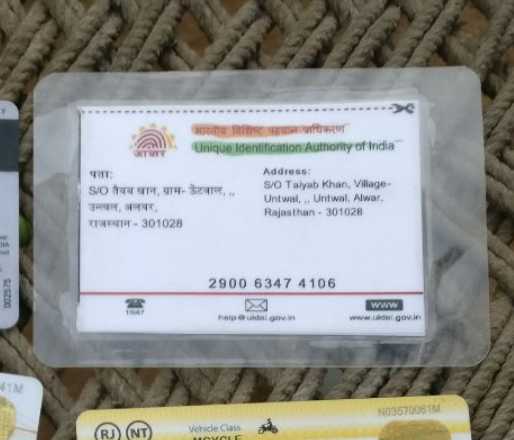 भारतीय विशिष्ट पहचान प्राधिकरण
Unique Identification Authority of India
आधार
पता:
S/O तैयब खान, ग्राम- ऊंटवाल, ,,
उन्टवाल, अलवर,
राजस्थान - 301028
Address:
S/O Taiyab Khan, Village-
Untwal, ,, Untwal, Alwar,
Rajasthan - 301028
2900 6347 4106
1947
help@uidai.gov.in
www
www.uidai.gov.in
002575
41M
N03570061M
RJ NT
Vehicle Class
MCYCLE